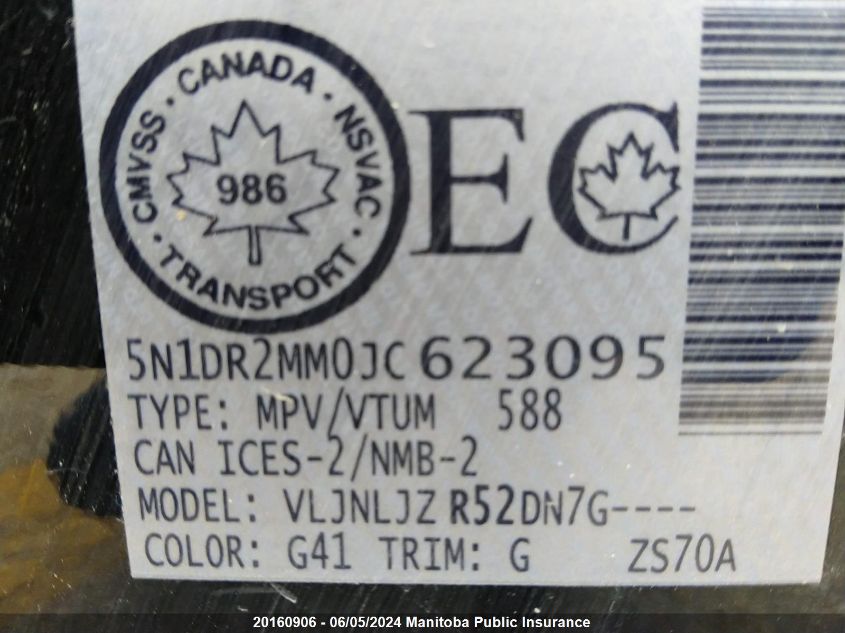 CMVSS · CANADA · NSVAC · TRANSPORT ·
986
EC
5N1DR2MM0JC623095
TYPE: MPV/VTUM 588
CAN ICES-2/NMB-2
MODEL: VLJNLJZ R52DN7G----
COLOR: G41 TRIM: G ZS70A
20160906 - 06/05/2024 Manitoba Public Insurance